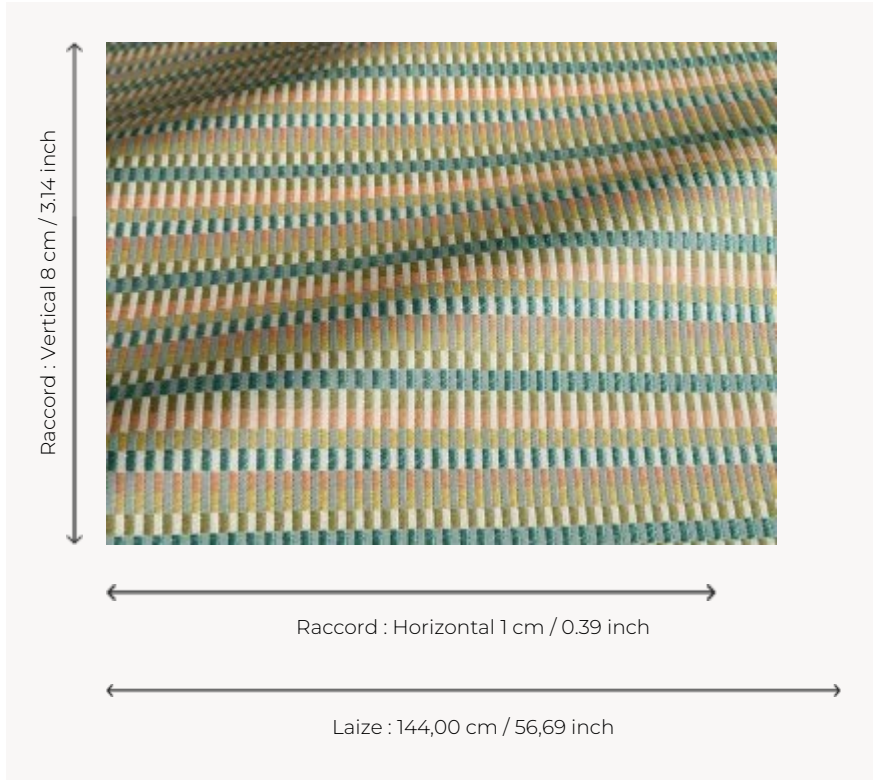 Raccord : Vertical 8 cm / 3.14 inch
Raccord : Horizontal 1 cm / 0.39 inch
Laize : 144,00 cm / 56,69 inch